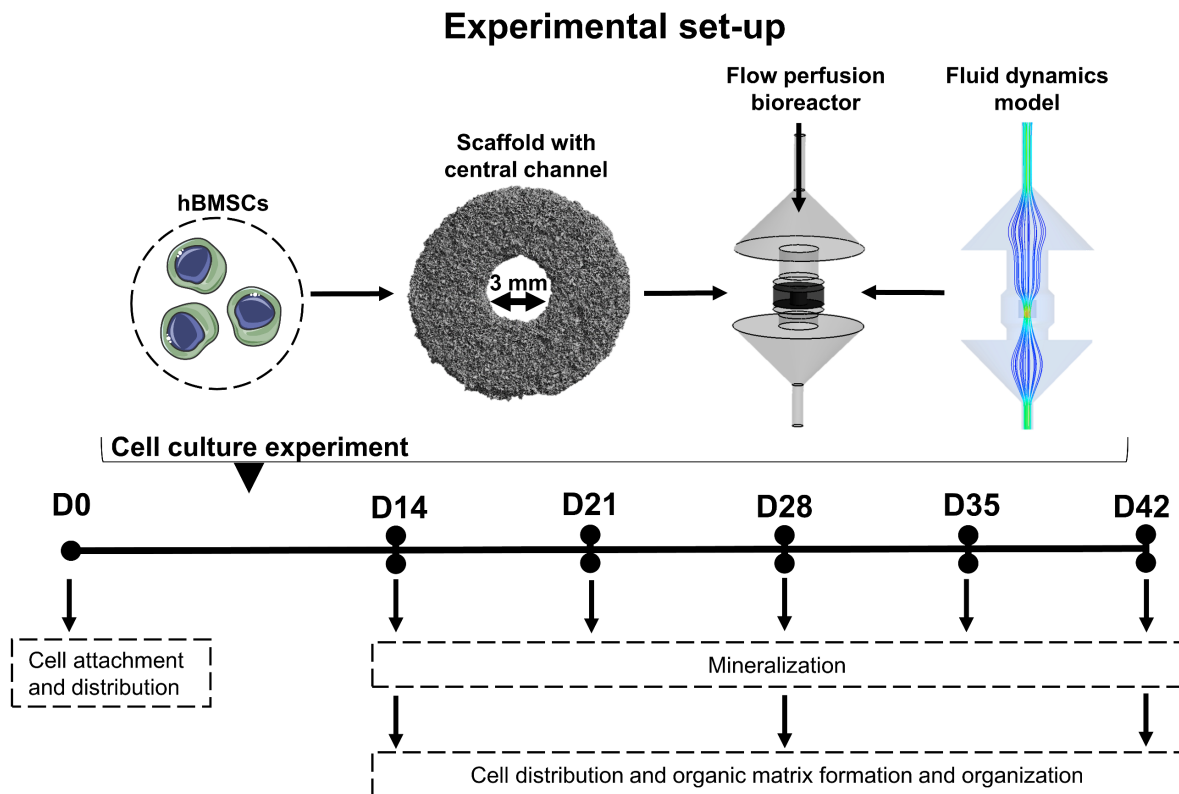 Experimental set-up
Flow perfusion
bioreactor
Fluid dynamics
model
Scaffold with
central channel
hBMSCs
3 mm
Cell culture experiment
D0
D14
D21
D28
D35
D42
Cell attachment
and distribution
Mineralization
Cell distribution and organic matrix formation and organization